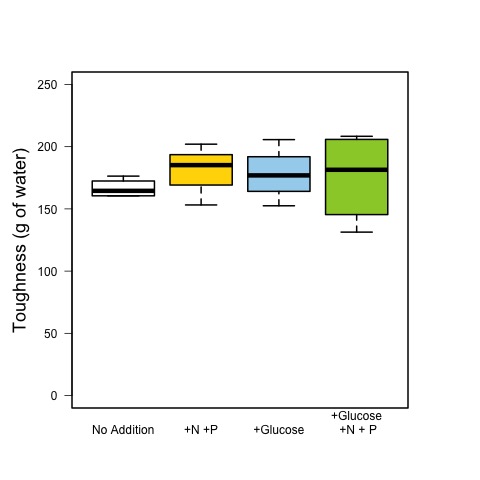 Toughness (g of water)
250
200
150
100
50
0
No Addition
+N +P
+Glucose
+Glucose
+N + P